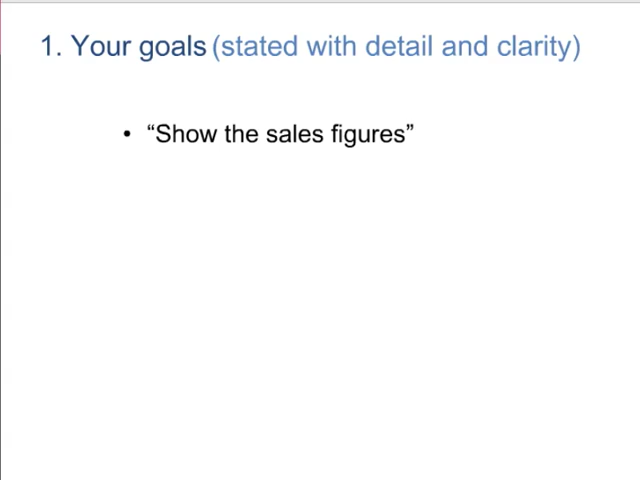 1. Your goals (stated with detail and clarity)
• “Show the sales figures”